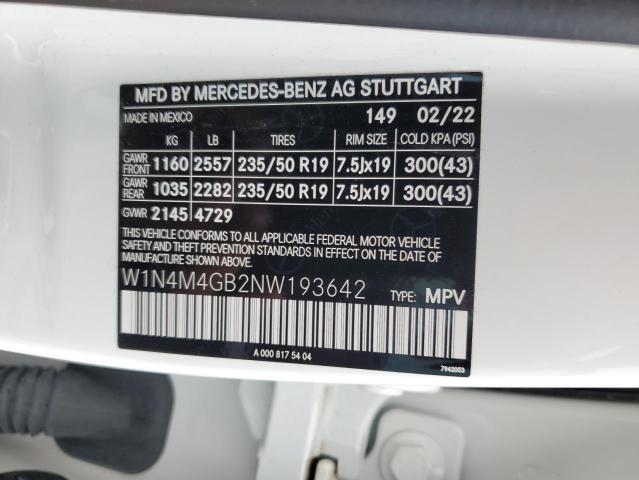 MFD BY MERCEDES-BENZ AG STUTTGART
MADE IN MEXICO 149 02/22
KG LB TIRES RIM SIZE COLD KPA(PSI)
GAWR FRONT 1160 2557 235/50 R19 7.5Jx19 300(43)
GAWR REAR 1035 2282 235/50 R19 7.5Jx19 300(43)
GVWR 2145 4729
THIS VEHICLE CONFORMS TO ALL APPLICABLE FEDERAL MOTOR VEHICLE
SAFETY AND THEFT PREVENTION STANDARDS IN EFFECT ON THE DATE OF
MANUFACTURE SHOWN ABOVE.
W1N4M4GB2NW193642 TYPE: MPV
A 000 817 54 04
7942053